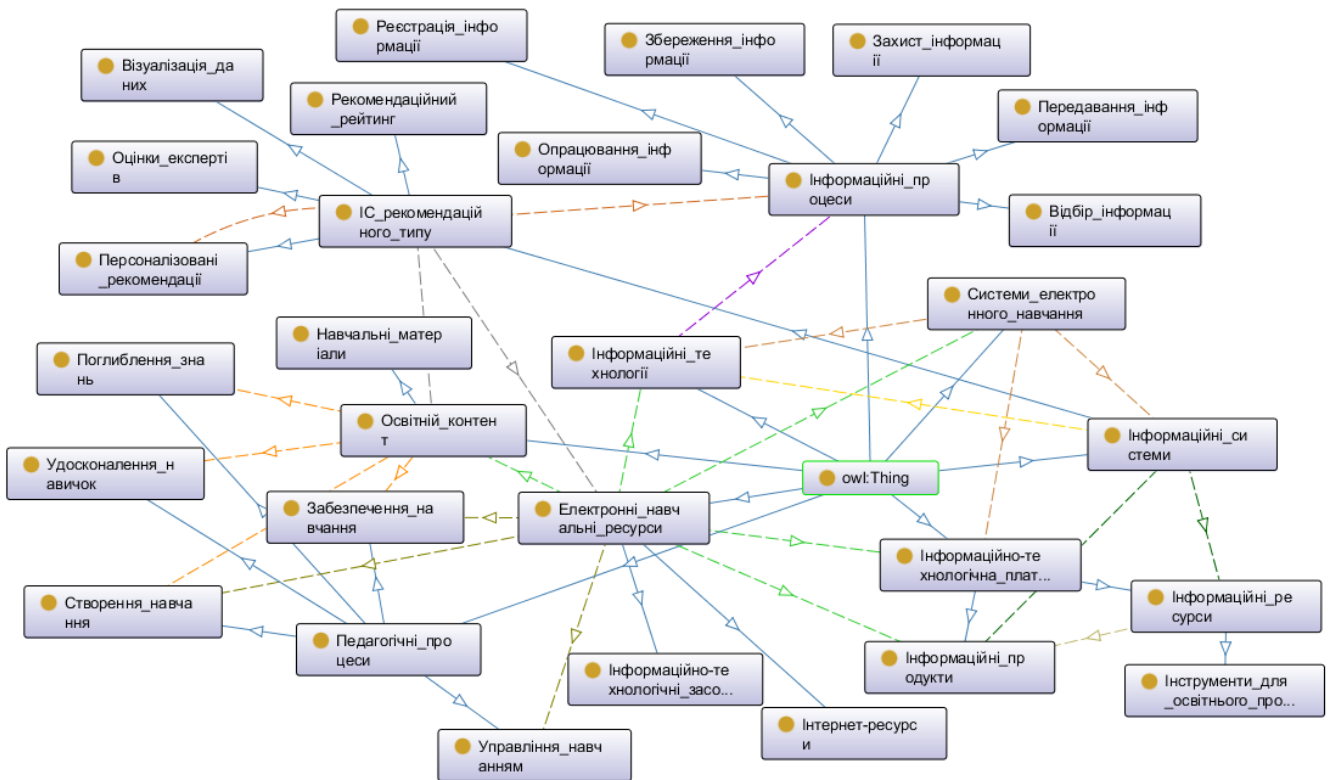 Реєстрація_інфо
рмації
Збереження_інфо
рмації
Захист_інформац
ії
Візуалізація_да
них
Рекомендаційний
_рейтинг
Передавання_інф
ормації
Оцінки_експерті
в
Опрацювання_інф
ормації
Інформаційні_пр
оцеси
ІС_рекомендацій
ного_типу
Відбір_інформац
ії
Персоналізовані
_рекомендації
Системи_електро
нного_навчання
Навчальні_матер
іали
Поглиблення_зна
нь
Інформаційні_те
хнології
Освітній_контен
т
Інформаційні_си
стеми
Удосконалення_н
авичок
owl:Thing
Забезпечення_на
вчання
Електронні_навч
альні_ресурси
Інформаційно-те
хнологічна_плат...
Створення_навча
ння
Інформаційні_ре
сурси
Педагогічні_про
цеси
Інформаційно-те
хнологічні_засо...
Інформаційні_пр
одукти
Інструменти_для
_освітнього_про...
Інтернет-ресурс
и
Управління_навч
анням